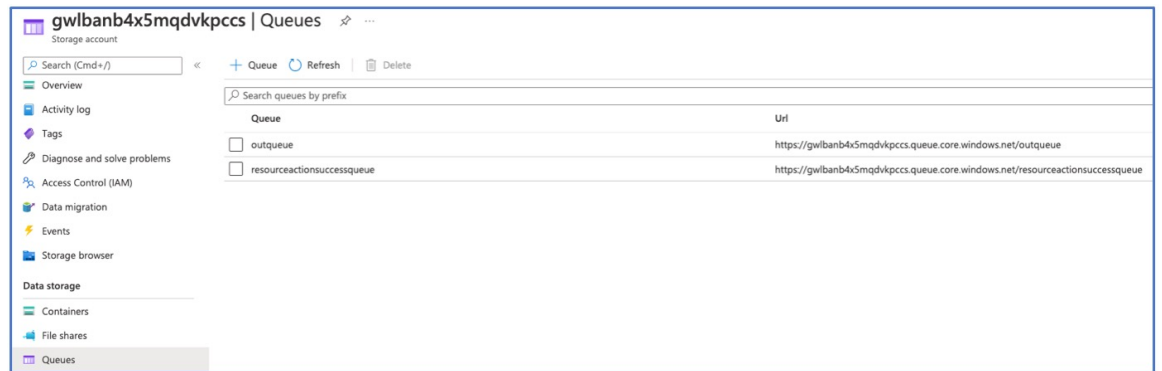 gwlbanb4x5mqdvkpccs | Queues
Storage account
Search (Cmd+/)
Overview
Activity log
Tags
Diagnose and solve problems
Access Control (IAM)
Data migration
Events
Storage browser
Data storage
Containers
File shares
Queues
Queue
Refresh
Delete
Search queues by prefix
Queue Url
outqueue https://gwlbanb4x5mqdvkpccs.queue.core.windows.net/outqueue
resourceactionsuccessqueue https://gwlbanb4x5mqdvkpccs.queue.core.windows.net/resourceactionsuccessqueue